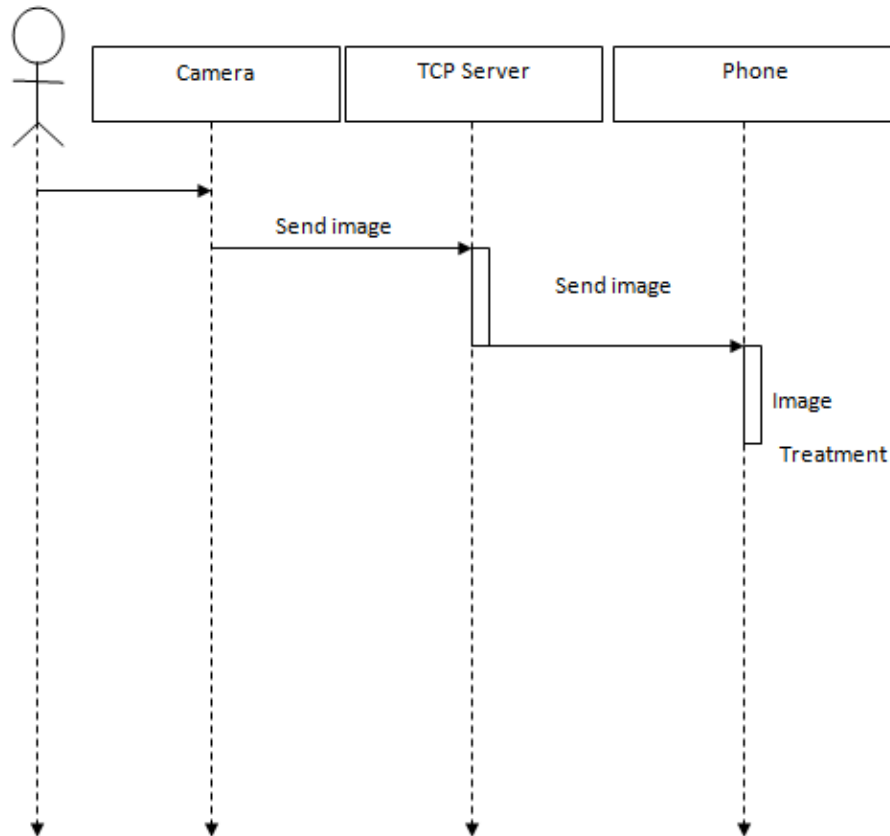 Camera
TCP Server
Phone
Send image
Send image
Image
Treatment